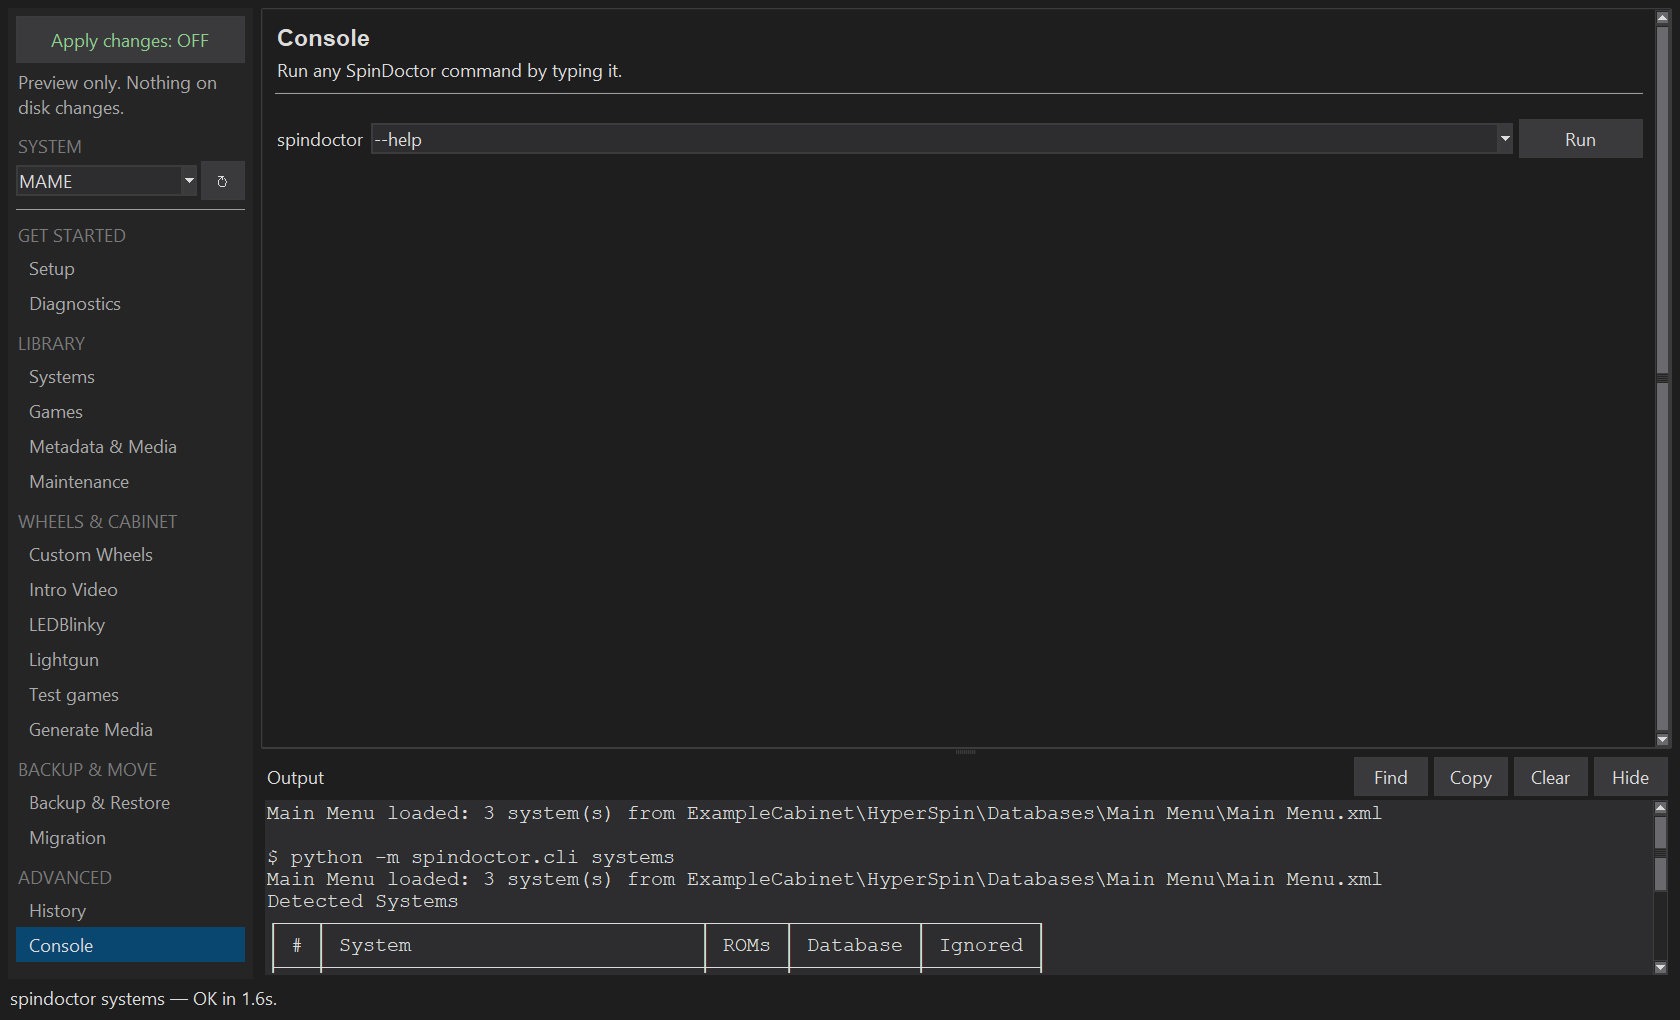 Apply changes: OFF
Preview only. Nothing on
disk changes.
SYSTEM
MAME
GET STARTED
Setup
Diagnostics
LIBRARY
Systems
Games
Metadata & Media
Maintenance
WHEELS & CABINET
Custom Wheels
Intro Video
LEDBlinky
Lightgun
Test games
Generate Media
BACKUP & MOVE
Backup & Restore
Migration
ADVANCED
History
Console
Console
Run any SpinDoctor command by typing it.
spindoctor --help Run
Output Find Copy Clear Hide
Main Menu loaded: 3 system(s) from ExampleCabinet\HyperSpin\Databases\Main Menu\Main Menu.xml
$ python -m spindoctor.cli systems
Main Menu loaded: 3 system(s) from ExampleCabinet\HyperSpin\Databases\Main Menu\Main Menu.xml
Detected Systems
# System ROMs Database Ignored
spindoctor systems — OK in 1.6s.